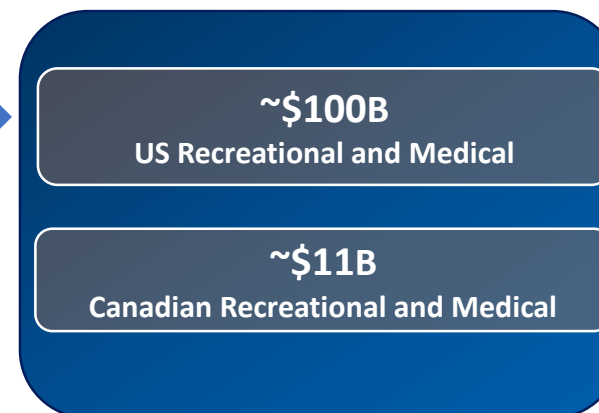 ~$100B
US Recreational and Medical
~$11B
Canadian Recreational and Medical